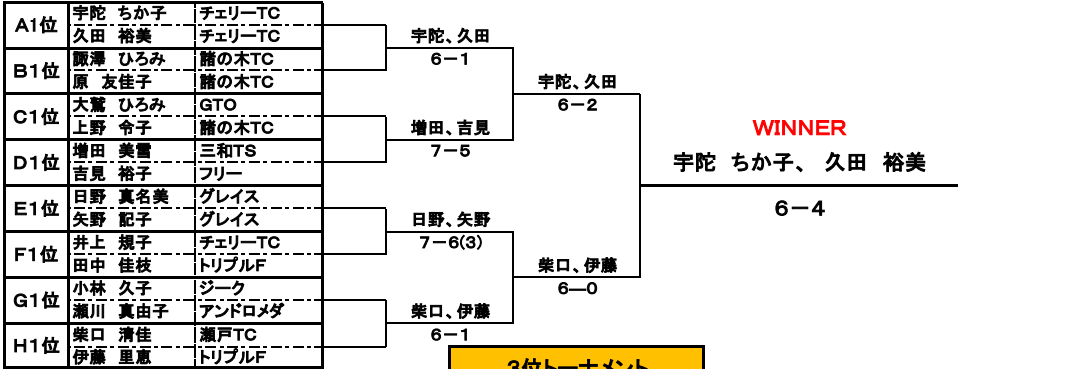 A1位 宇陀 ちか子 チェリーTC
久田 裕美 チェリーTC
B1位 諏澤 ひろみ 諸の木TC
原 友佳子 諸の木TC
C1位 大鷲 ひろみ GTO
上野 令子 諸の木TC
D1位 増田 美雪 三和TS
吉見 裕子 フリー
E1位 日野 真名美 グレイス
矢野 記子 グレイス
F1位 井上 規子 チェリーTC
田中 佳枝 トリプルF
G1位 小林 久子 ジーク
瀬川 真由子 アンドロメダ
H1位 柴口 清佳 瀬戸TC
伊藤 里恵 トリプルF
宇陀、久田
6-1
増田、吉見
7-5
日野、矢野
7-6(3)
柴口、伊藤
6-1
宇陀、久田
6-2
柴口、伊藤
6―0
WINNER
宇陀 ちか子、 久田 裕美
6-4
3位トーナメント